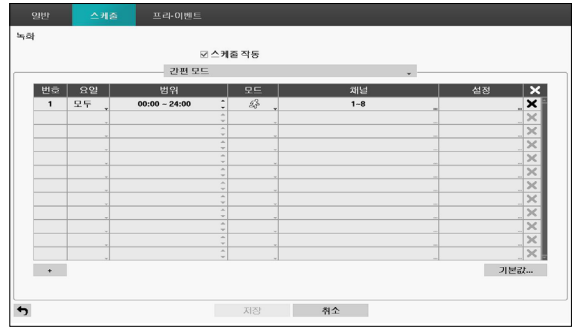 일반 스케쥴 프리-이벤트
녹화
스케쥴 작동
간편 모드
번호 요일 범위 모드 채널 설정
1 모두 00:00 ~ 24:00 1~8
+ 기본값...
저장 취소